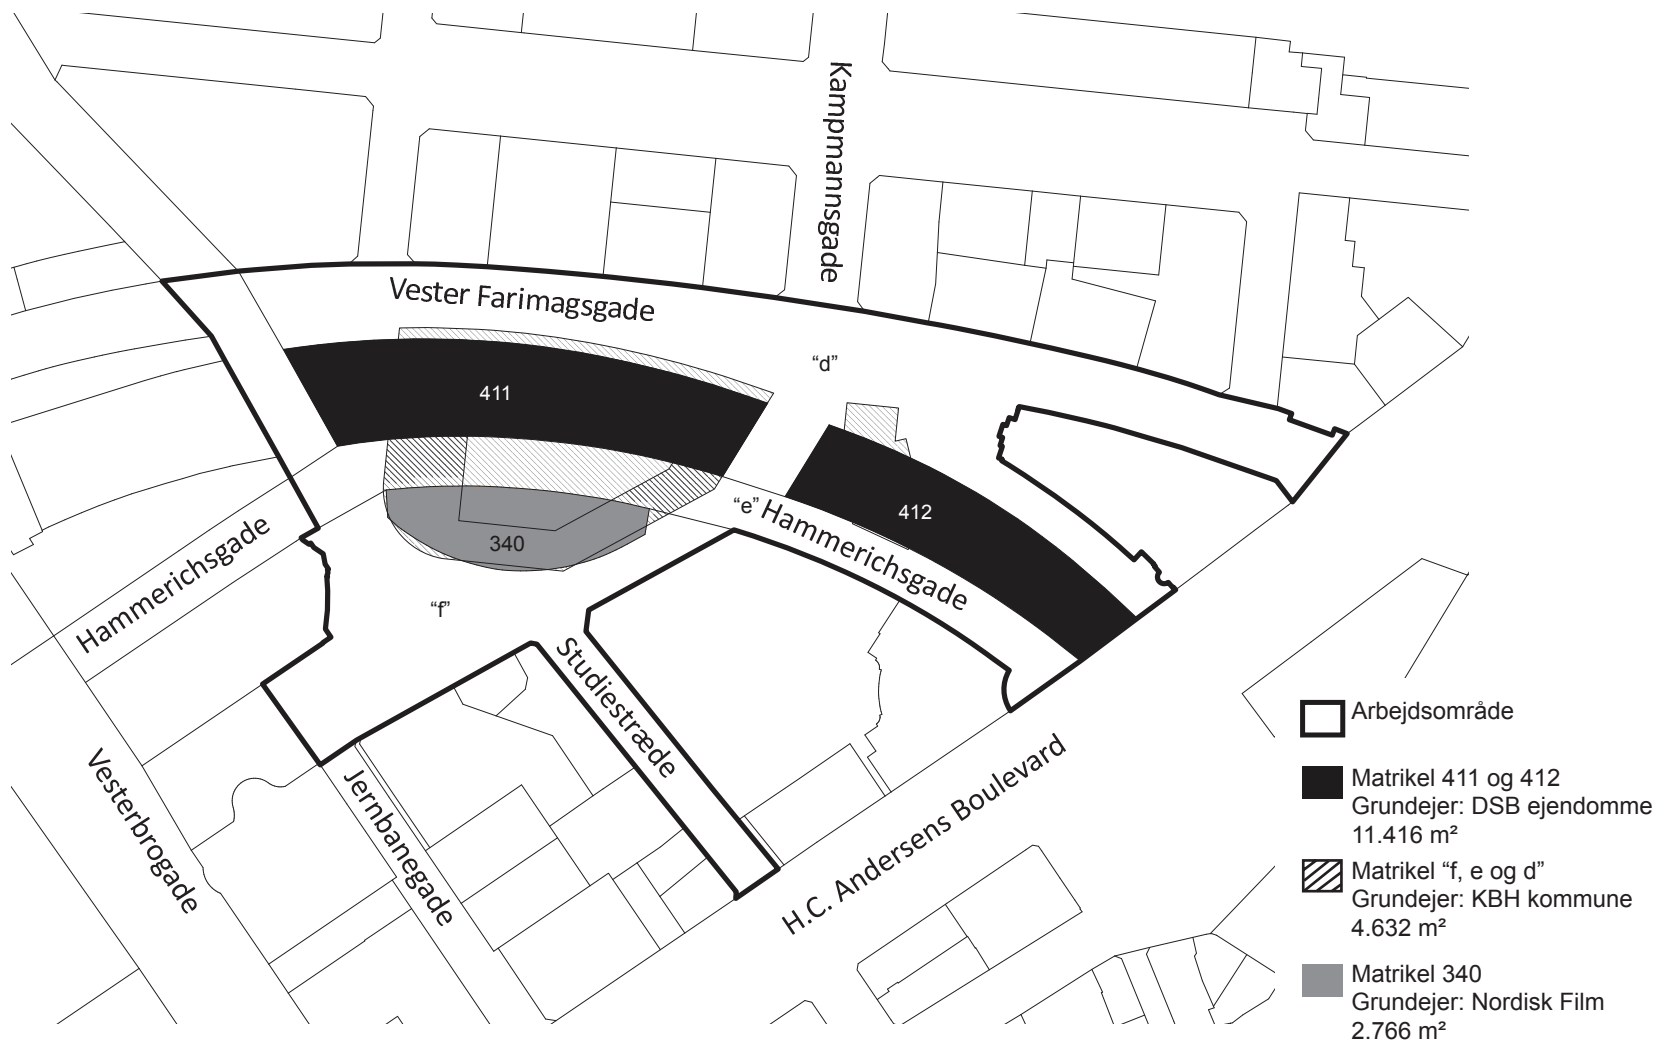 Kampmannsgade
Vester Farimagsgade
“d”
411
412
“e” Hammerichsgade
340
Hammerichsgade
“f”
Studiestræde
Vesterbrogade
Jernbanegade
H.C. Andersens Boulevard
Arbejdsområde
Matrikel 411 og 412
Grundejer: DSB ejendomme
11.416 m²
Matrikel “f, e og d”
Grundejer: KBH kommune
4.632 m²
Matrikel 340
Grundejer: Nordisk Film
2.766 m²